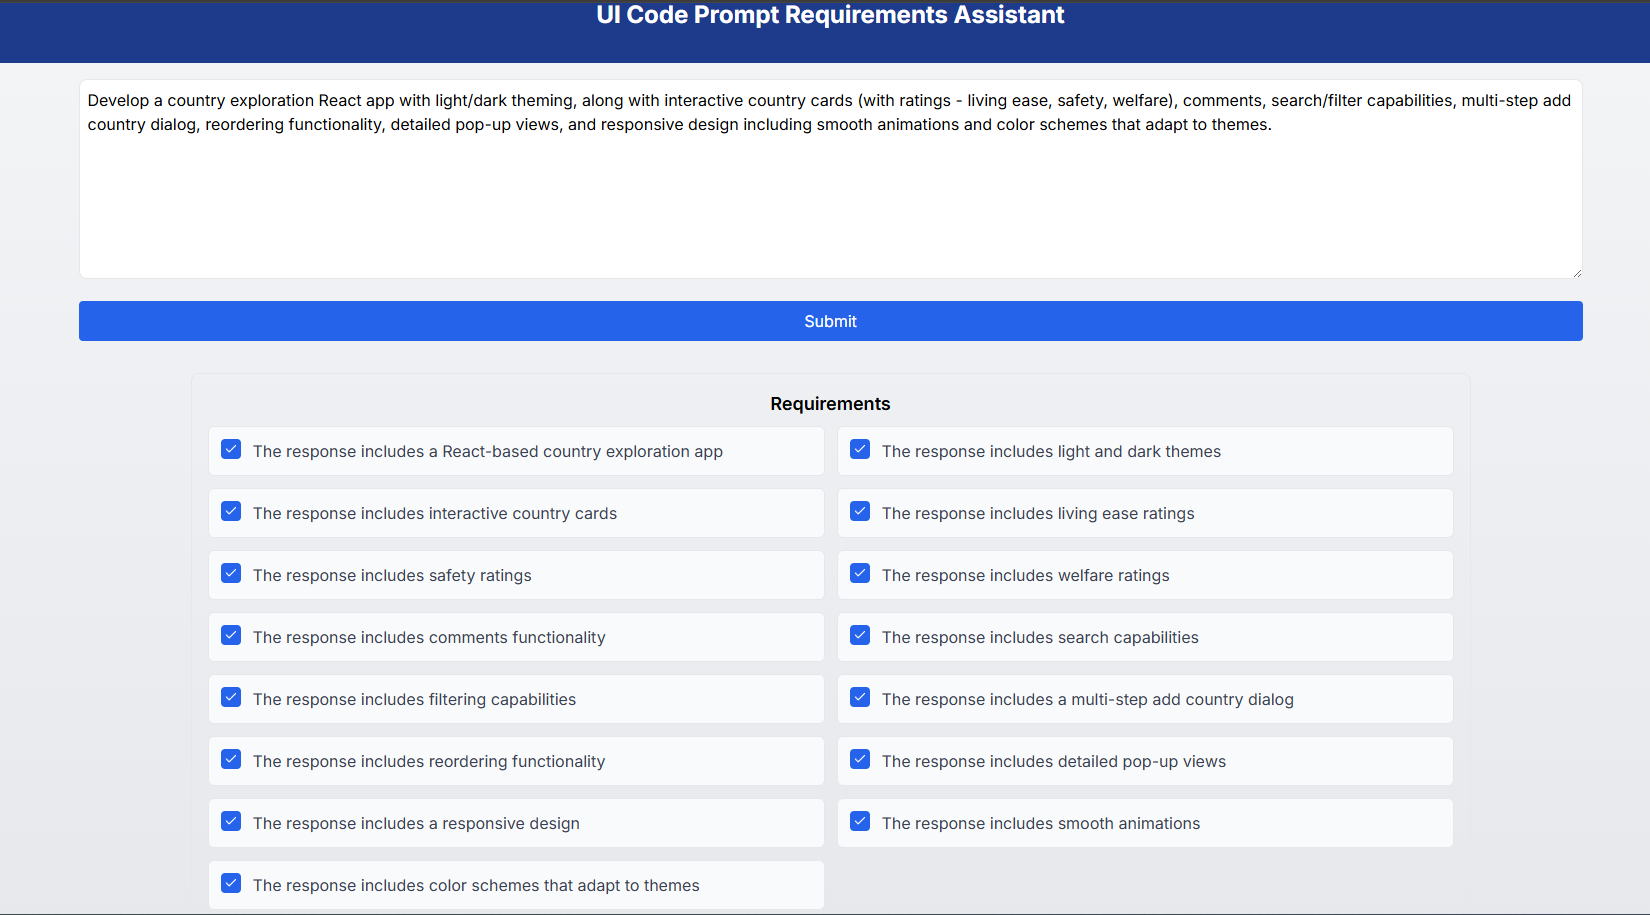 UI Code Prompt Requirements Assistant
Develop a country exploration React app with light/dark theming, along with interactive country cards (with ratings - living ease, safety, welfare), comments, search/filter capabilities, multi-step add
country dialog, reordering functionality, detailed pop-up views, and responsive design including smooth animations and color schemes that adapt to themes.
Submit
Requirements
The response includes a React-based country exploration app
The response includes light and dark themes
The response includes interactive country cards
The response includes living ease ratings
The response includes safety ratings
The response includes welfare ratings
The response includes comments functionality
The response includes search capabilities
The response includes filtering capabilities
The response includes a multi-step add country dialog
The response includes reordering functionality
The response includes detailed pop-up views
The response includes a responsive design
The response includes smooth animations
The response includes color schemes that adapt to themes